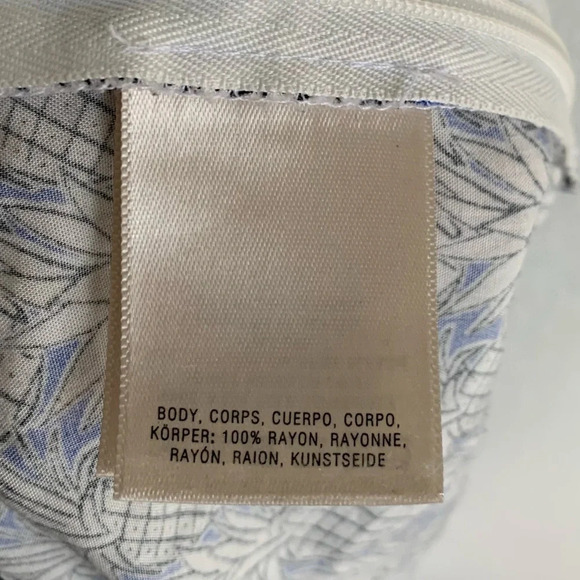 BODY, CORPS, CUERPO, CORPO,
KÖRPER: 100% RAYON, RAYONNE,
RAYÓN, RAION, KUNSTSEIDE